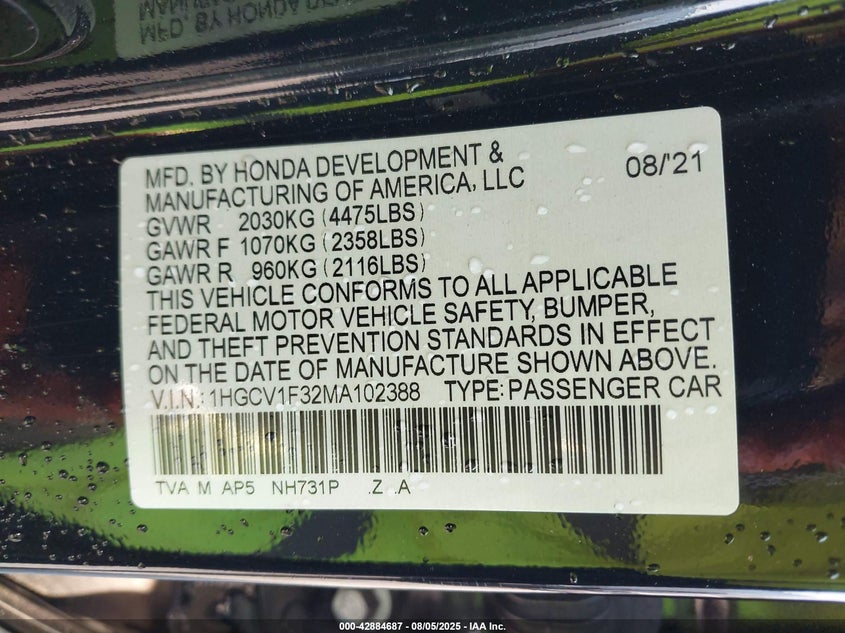 MFD. BY HONDA DEVELOPMENT & 08/'21
MANUFACTURING OF AMERICA, LLC
GVWR 2030KG (4475LBS)
GAWR F 1070KG (2358LBS)
GAWR R 960KG (2116LBS)
THIS VEHICLE CONFORMS TO ALL APPLICABLE
FEDERAL MOTOR VEHICLE SAFETY, BUMPER,
AND THEFT PREVENTION STANDARDS IN EFFECT
ON THE DATE OF MANUFACTURE SHOWN ABOVE.
V.I.N.: 1HGCV1F32MA102388 TYPE: PASSENGER CAR
TVA M AP5 NH731P .Z .A
000-42884687 - 08/05/2025 - IAA Inc.